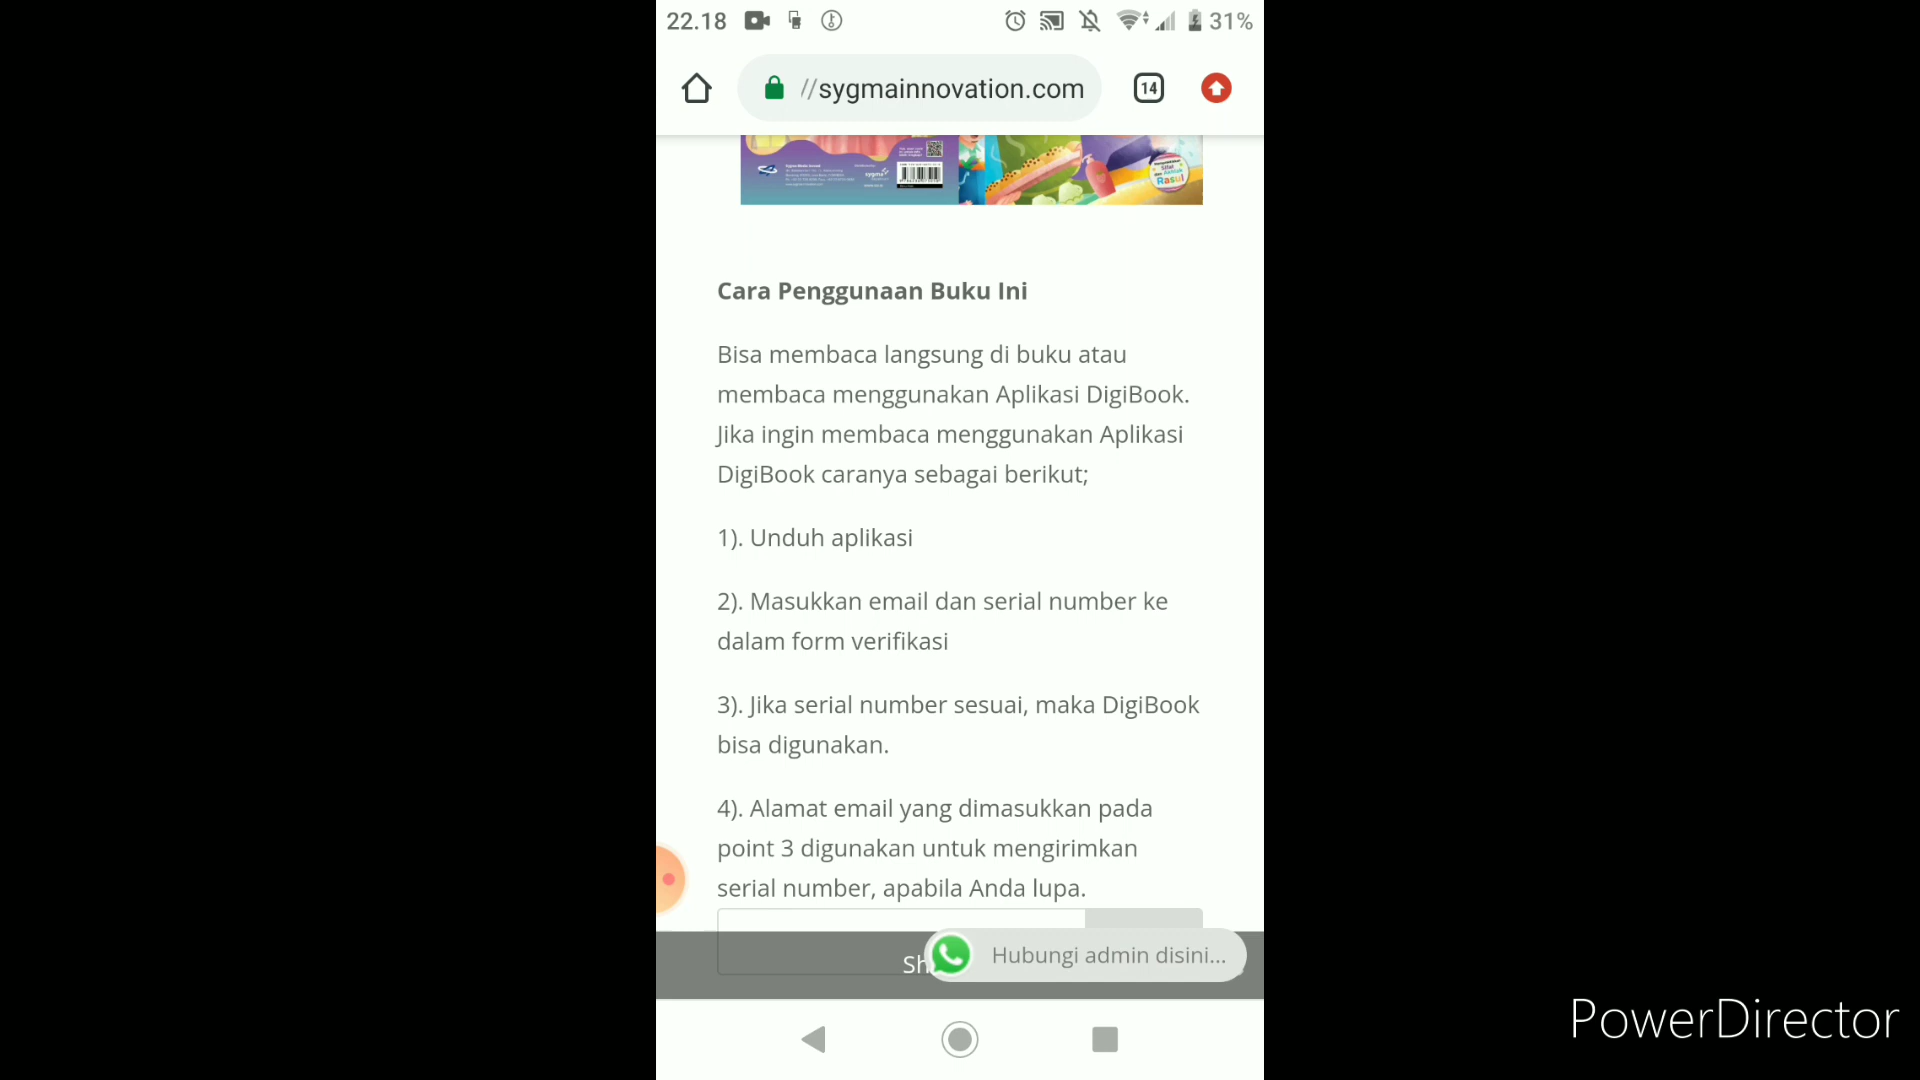 22.18
31%
//sygmainnovation.com
14
sygma
Rasul
Cara Penggunaan Buku Ini
Bisa membaca langsung di buku atau
membaca menggunakan Aplikasi DigiBook.
Jika ingin membaca menggunakan Aplikasi
DigiBook caranya sebagai berikut;
1). Unduh aplikasi
2). Masukkan email dan serial number ke
dalam form verifikasi
3). Jika serial number sesuai, maka DigiBook
bisa digunakan.
4). Alamat email yang dimasukkan pada
point 3 digunakan untuk mengirimkan
serial number, apabila Anda lupa.
Sh
Hubungi admin disini...
PowerDirector